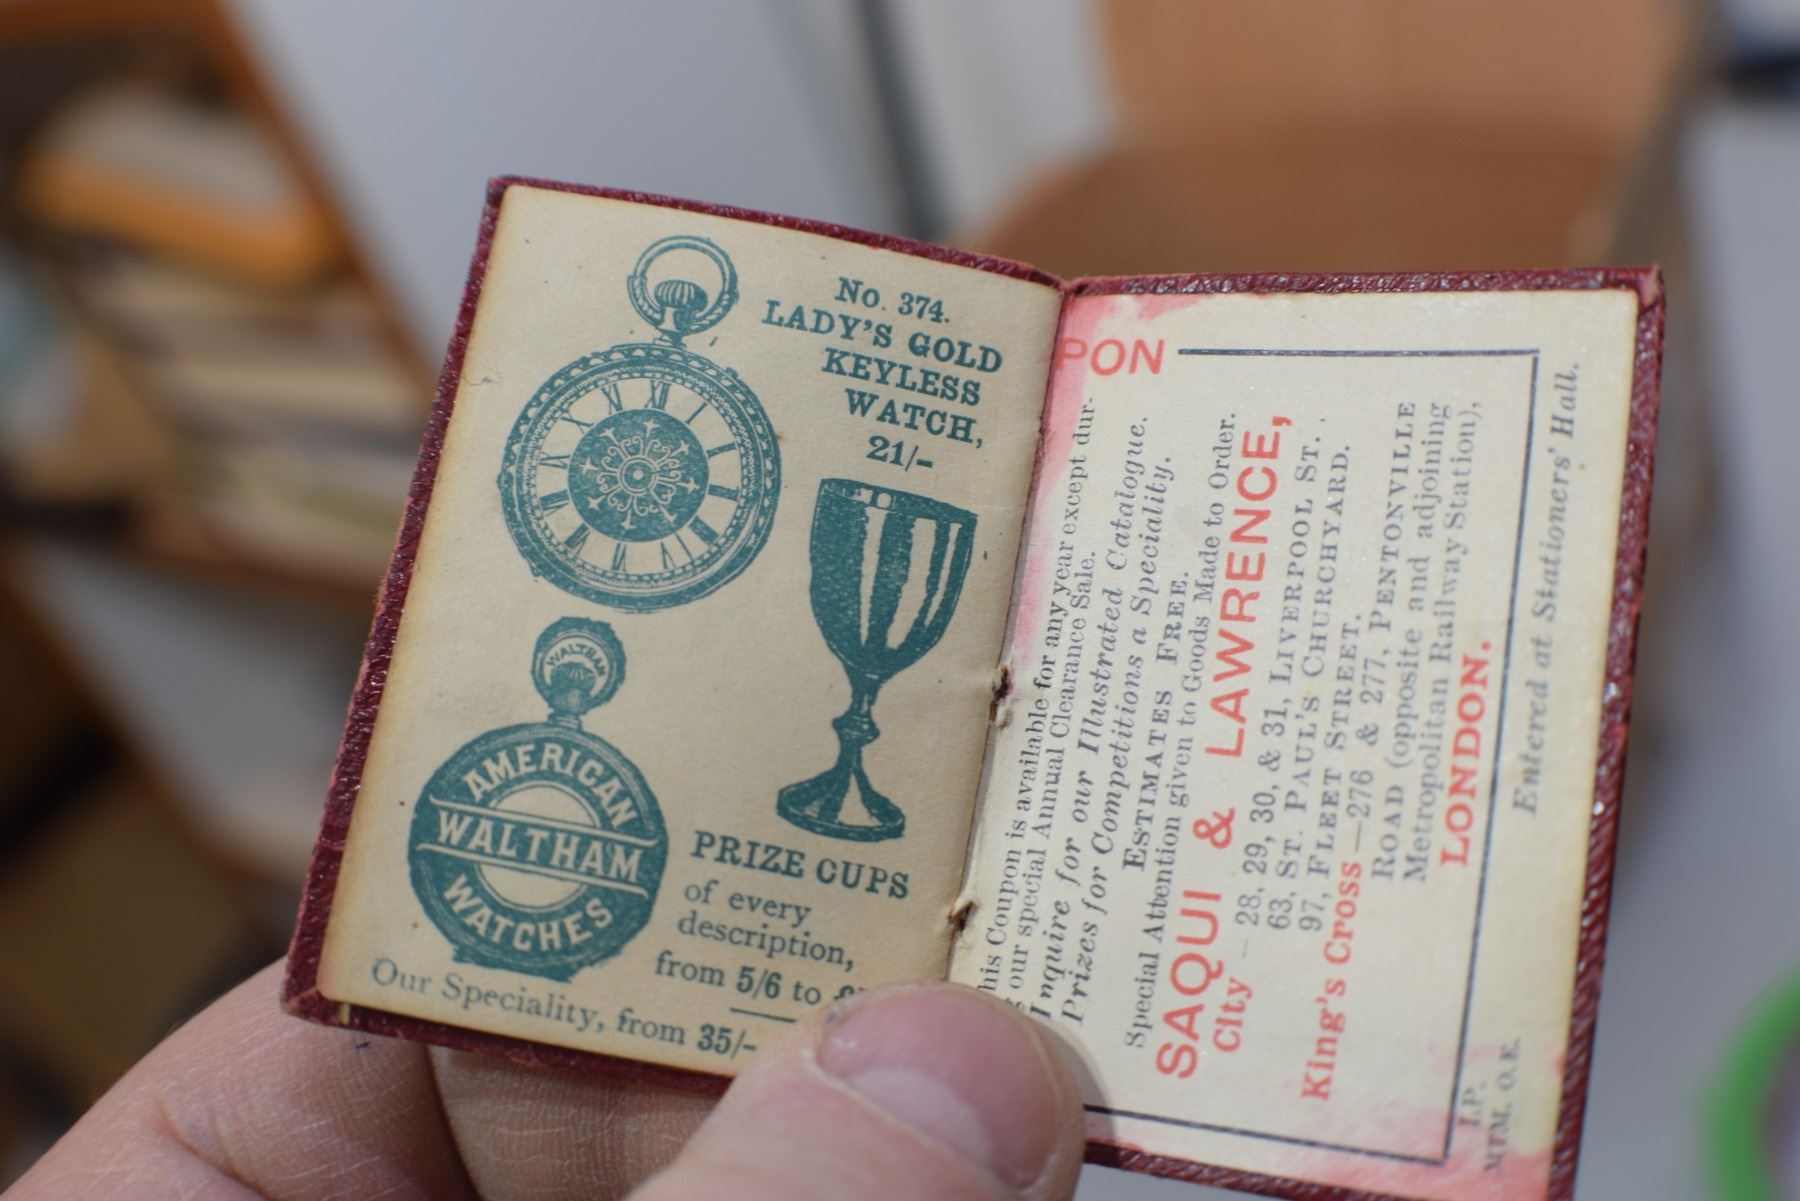 No. 374.
LADY'S GOLD
KEYLESS
WATCH,
21/-
WALTHAM
AMERICAN
WALTHAM
WATCHES
PRIZE CUPS
of every
description,
from 5/6 to
Our Speciality, from 35/-
PON
his Coupon is available for any year except dur-
our special Annual Clearance Sale.
Inquire for our Illustrated Catalogue.
Prizes for Competitions a Speciality.
ESTIMATES FREE.
Special Attention given to Goods Made to Order.
SAQUI & LAWRENCE,
City — 28, 29, 30, & 31, LIVERPOOL ST.
63, ST. PAUL'S CHURCHYARD.
97, FLEET STREET.
King's Cross—276 & 277, PENTONVILLE
ROAD (opposite and adjoining
Metropolitan Railway Station),
LONDON.
Entered at Stationers' Hall.